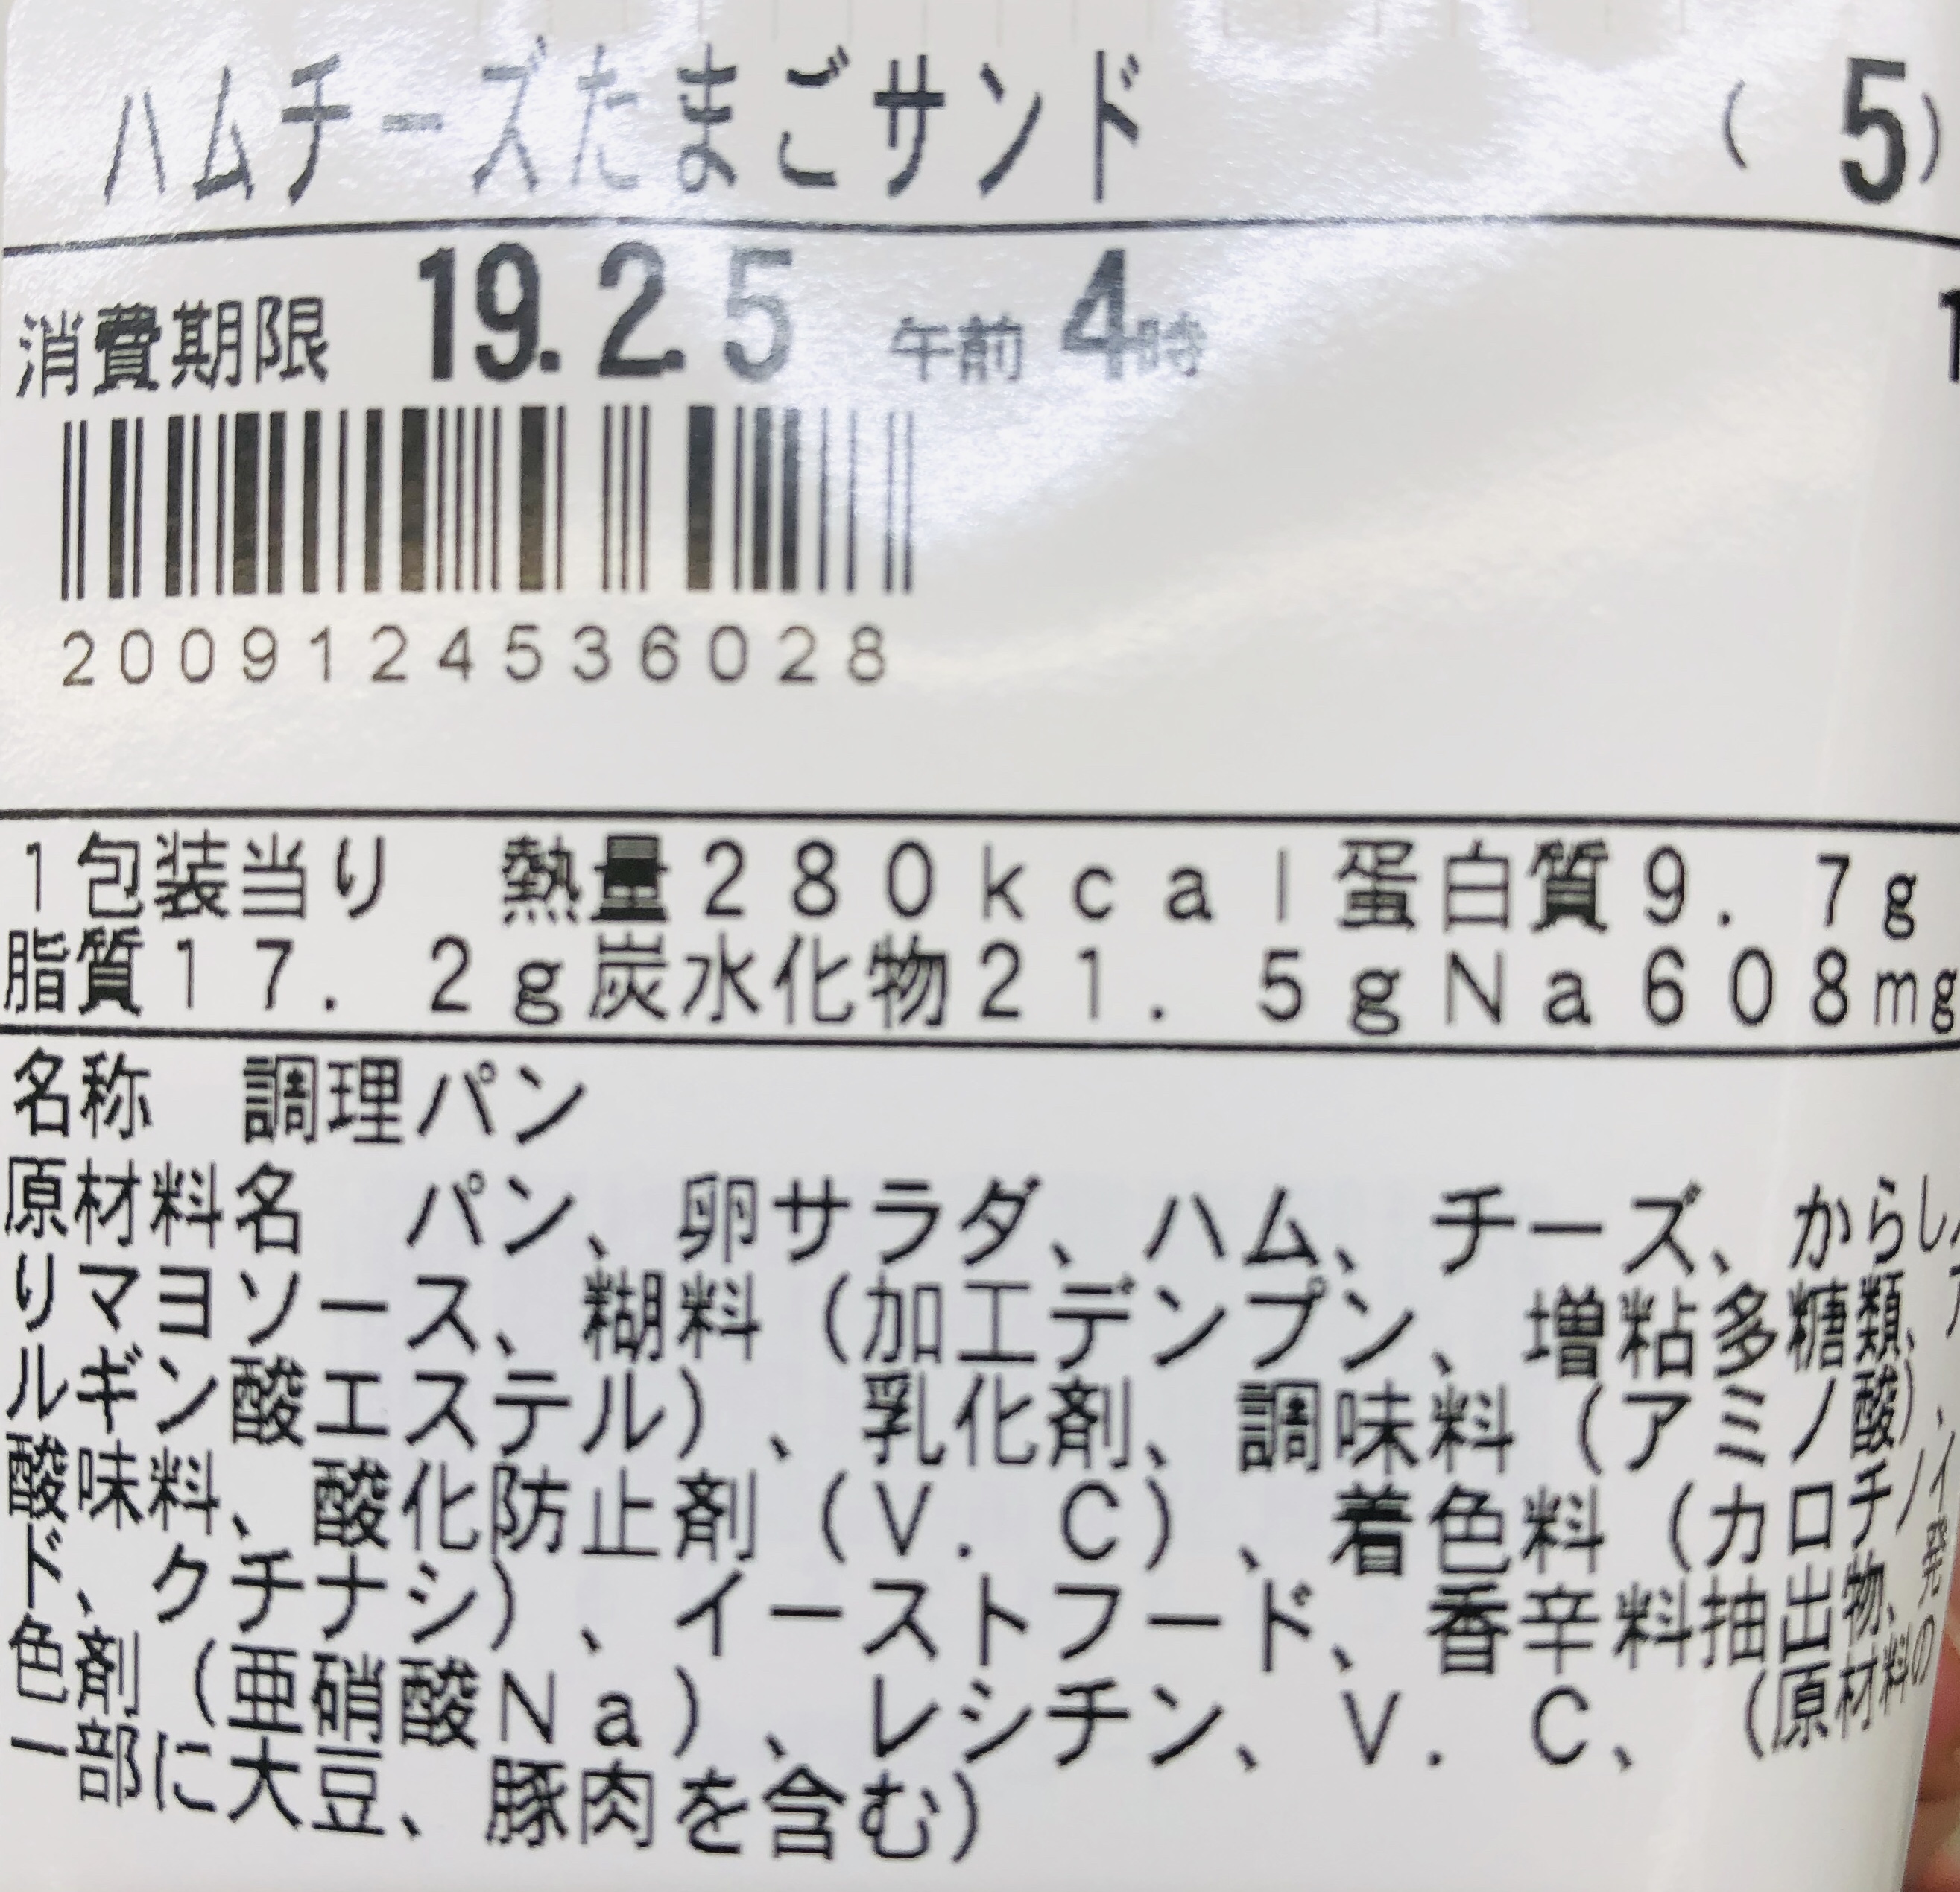 ハムチーズたまごサンド ( 5)
消費期限 19.2.5 午前 4時
2009124536028
1包装当り 熱量280kcal蛋白質9.7g
脂質17.2g炭水化物21.5gNa608mg
名称 調理パン
原材料名 パン、卵サラダ、ハム、チーズ、からし
りマヨソース、糊料(加工デンプン、増粘多糖類、ア
ルギン酸エステル)、乳化剤、調味料(アミノ酸)、
酸味料、酸化防止剤(V.C)、着色料(カロチノイ
ド、クチナシ)、イーストフード、香辛料抽出物、発
色剤(亜硝酸Na)、レシチン、V.C、(原材料の
一部に大豆、豚肉を含む)